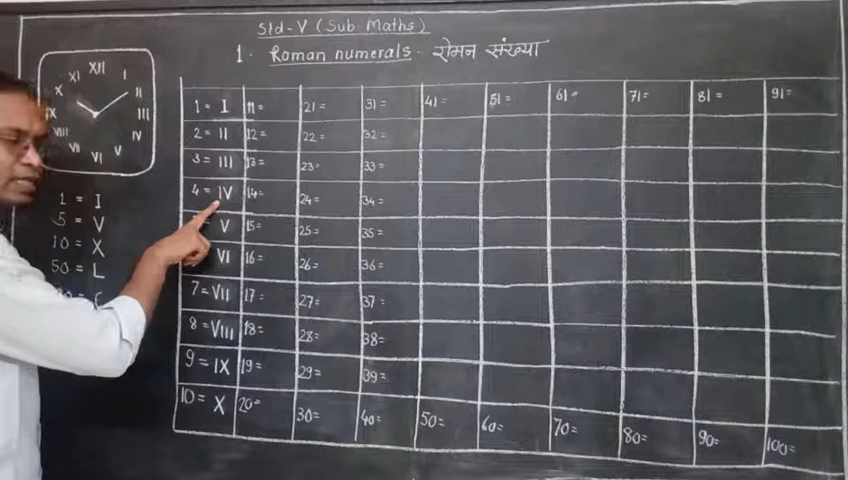 Std-V (Sub-Maths)
1. Roman numerals - रोमन संख्या
XII
XI I
X II
IX III
VIII IV
VII V
VI
1 = I
5 = V
10 = X
50 = L
1 = I 11= 21= 31= 41= 51= 61= 71= 81= 91=
2 = II 12= 22= 32=
3 = III 13= 23= 33=
4 = IV 14= 24= 34=
V 15= 25= 35=
VI 16= 26= 36=
7 = VII 17= 27= 37=
8 = VIII 18= 28= 38=
9 = IX 19= 29= 39=
10 = X 20= 30= 40= 50= 60= 70= 80= 90= 100=